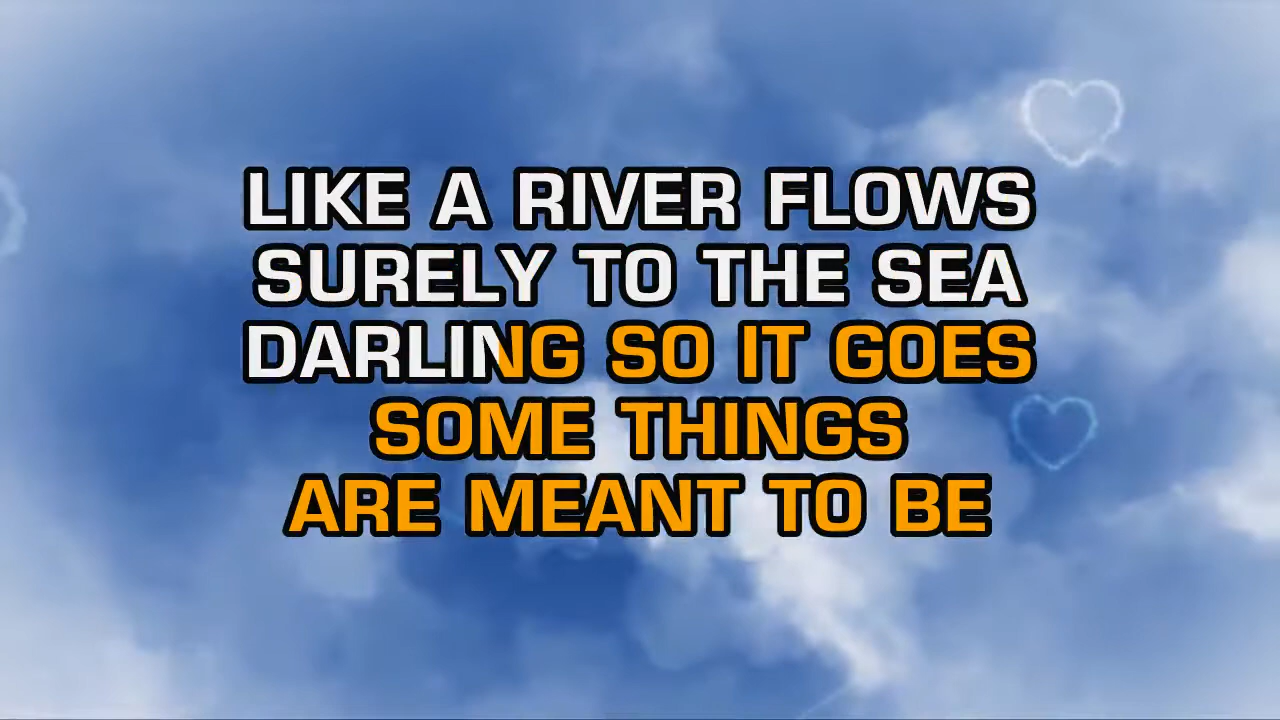 LIKE A RIVER FLOWS
SURELY TO THE SEA
DARLING SO IT GOES
SOME THINGS
ARE MEANT TO BE